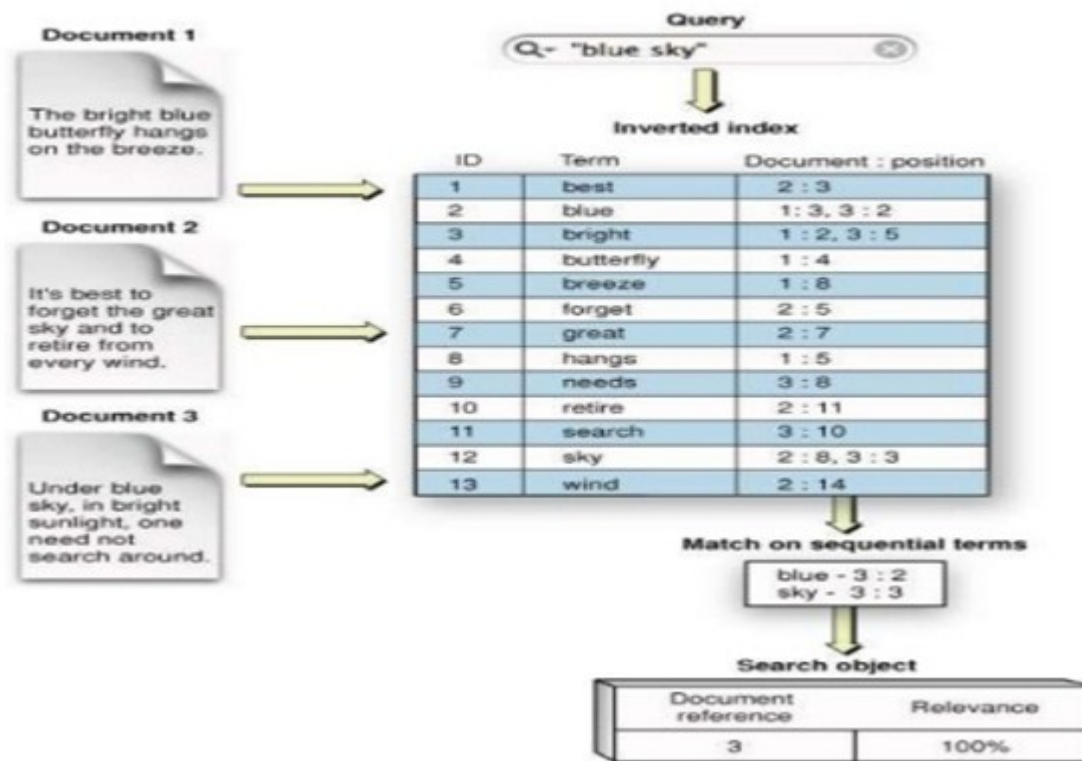 Document 1
The bright blue
butterfly hangs
on the breeze.
Document 2
It's best to
forget the great
sky and to
retire from
every wind.
Document 3
Under blue
sky, in bright
sunlight, one
need not
search around.
Query
"blue sky"
Inverted index
ID Term Document : position
1 best 2 : 3
2 blue 1: 3, 3 : 2
3 bright 1 : 2, 3 : 5
4 butterfly 1 : 4
5 breeze 1 : 8
6 forget 2 : 5
7 great 2 : 7
8 hangs 1 : 5
9 needs 3 : 8
10 retire 2 : 11
11 search 3 : 10
12 sky 2 : 8, 3 : 3
13 wind 2 : 14
Match on sequential terms
blue - 3 : 2
sky - 3 : 3
Search object
Document
reference
Relevance
3 100%